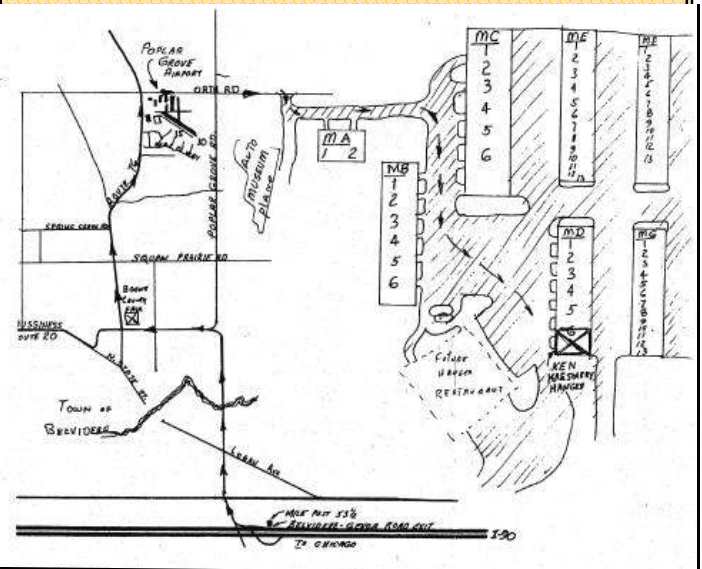 POPLAR
GROVE
AIRPORT
ORTH RD
ROUTE 76
POPLAR GROVE RD
SPRING CREEK RD
SQUAW PRAIRIE RD
BOONE
COUNTY
FAIR
USSINESS
OUTE 20
N. STATE ST.
TOWN OF
BELVIDERE
LOGAN AVE
MILE POST 53½
BELVIDERE-GENOA ROAD EXIT
I-90
TO CHICAGO
AUTO
MUSEUM
PLANE
MA
1 2
MB
1
2
3
4
5
6
MC
1
2
3
4
5
6
ME
1
2
3
4
5
6
7
8
9
10
11
12
13
MF
1
2
3
4
5
6
7
8
9
10
11
12
13
MD
1
2
3
4
5
6
MG
1
2
3
4
5
6
7
8
9
10
11
12
13
FUTURE
HANGER
RESTAURANT
KEN
HANGER